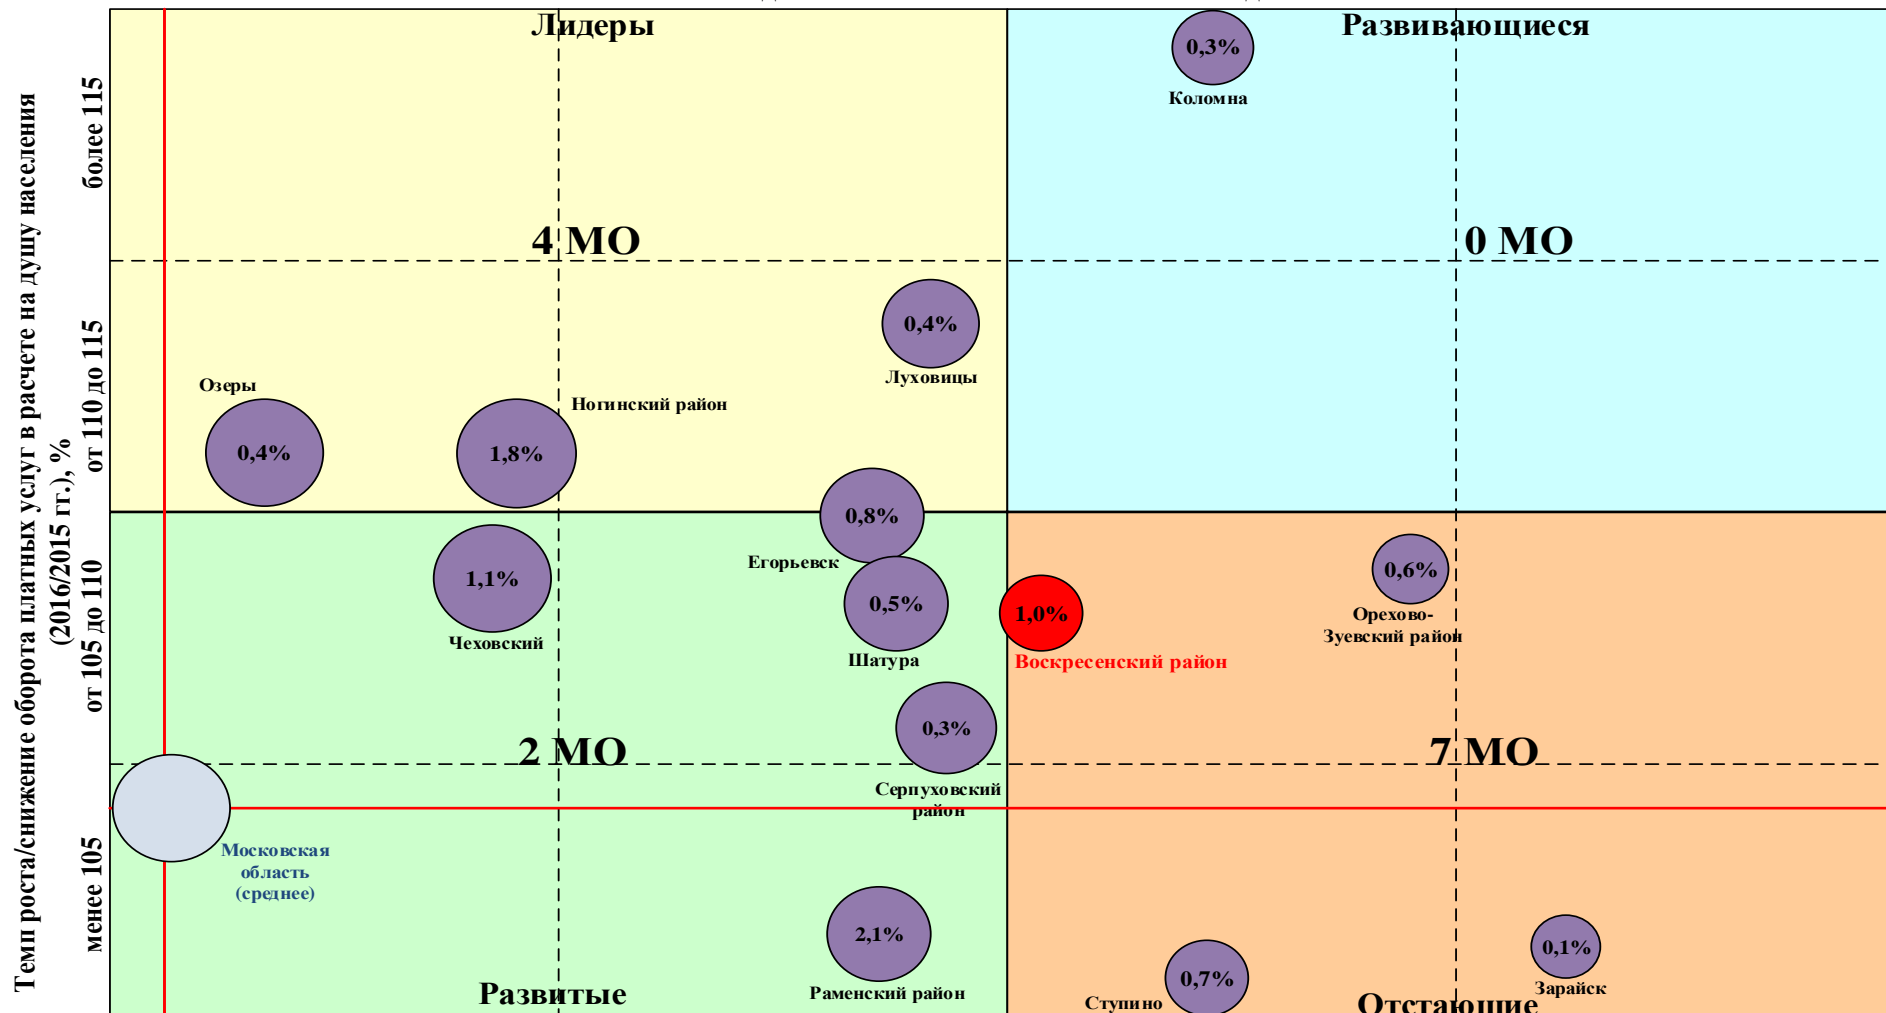 Лидеры
Развивающиеся
0,3%
Коломна
4 МО
0 МО
0,4%
Луховицы
Озеры
Ногинский район
0,4%
1,8%
0,8%
Егорьевск
1,1%
Чеховский
0,5%
Шатура
1,0%
Воскресенский район
0,6%
Орехово-
Зуевский район
0,3%
2 МО
7 МО
Серпуховский
район
Московская
область
(среднее)
2,1%
Раменский район
0,7%
Ступино
0,1%
Зарайск
Развитые
Отстающие
Темп роста/снижение оборота платных услуг в расчете на душу населения
(2016/2015 гг.), %
более 115
от 110 до 115
от 105 до 110
менее 105